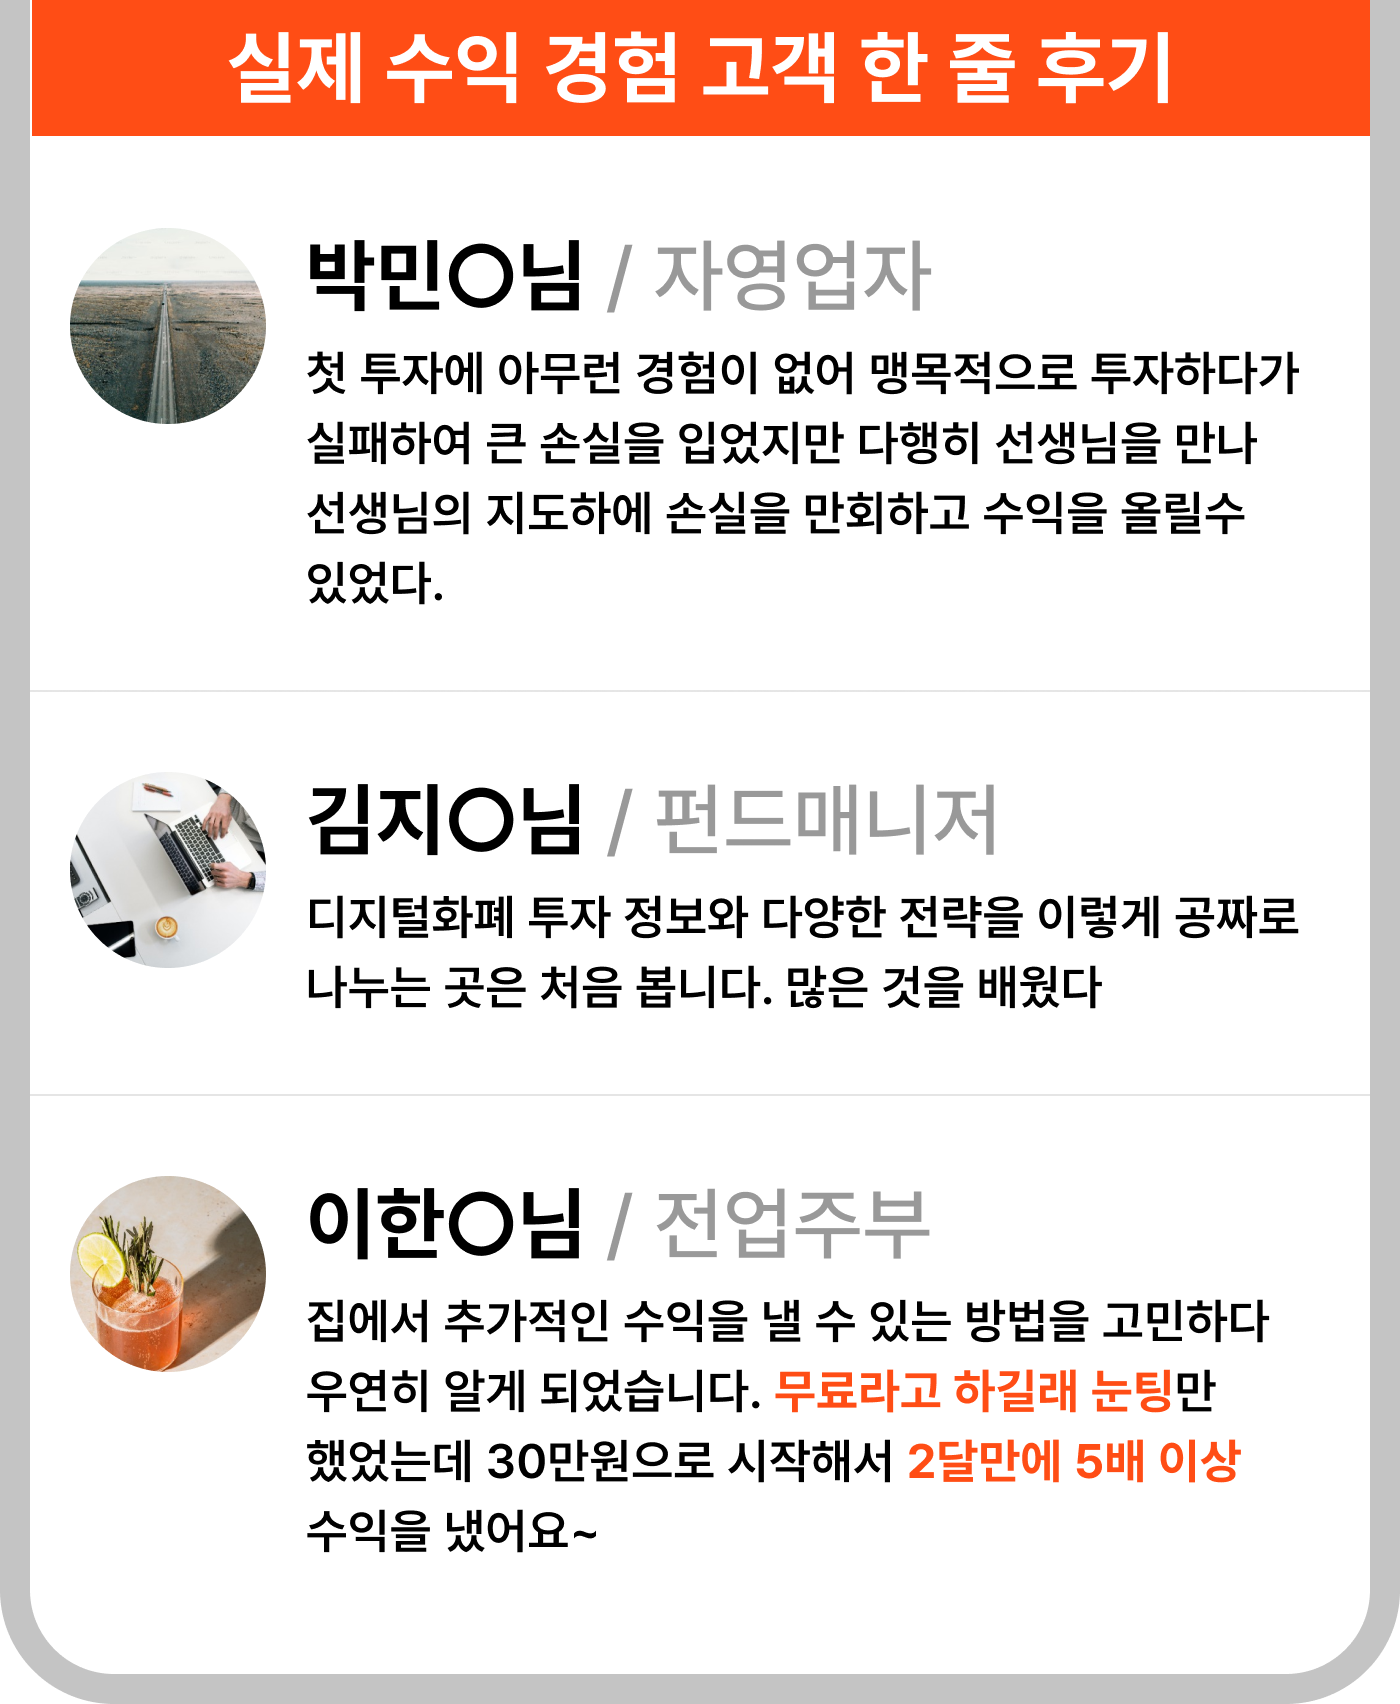 실제 수익 경험 고객 한 줄 후기
박민○님 / 자영업자
첫 투자에 아무런 경험이 없어 맹목적으로 투자하다가
실패하여 큰 손실을 입었지만 다행히 선생님을 만나
선생님의 지도하에 손실을 만회하고 수익을 올릴수
있었다.
김지○님 / 펀드매니저
디지털화폐 투자 정보와 다양한 전략을 이렇게 공짜로
나누는 곳은 처음 봅니다. 많은 것을 배웠다
이한○님 / 전업주부
집에서 추가적인 수익을 낼 수 있는 방법을 고민하다
우연히 알게 되었습니다. 무료라고 하길래 눈팅만
했었는데 30만원으로 시작해서 2달만에 5배 이상
수익을 냈어요~